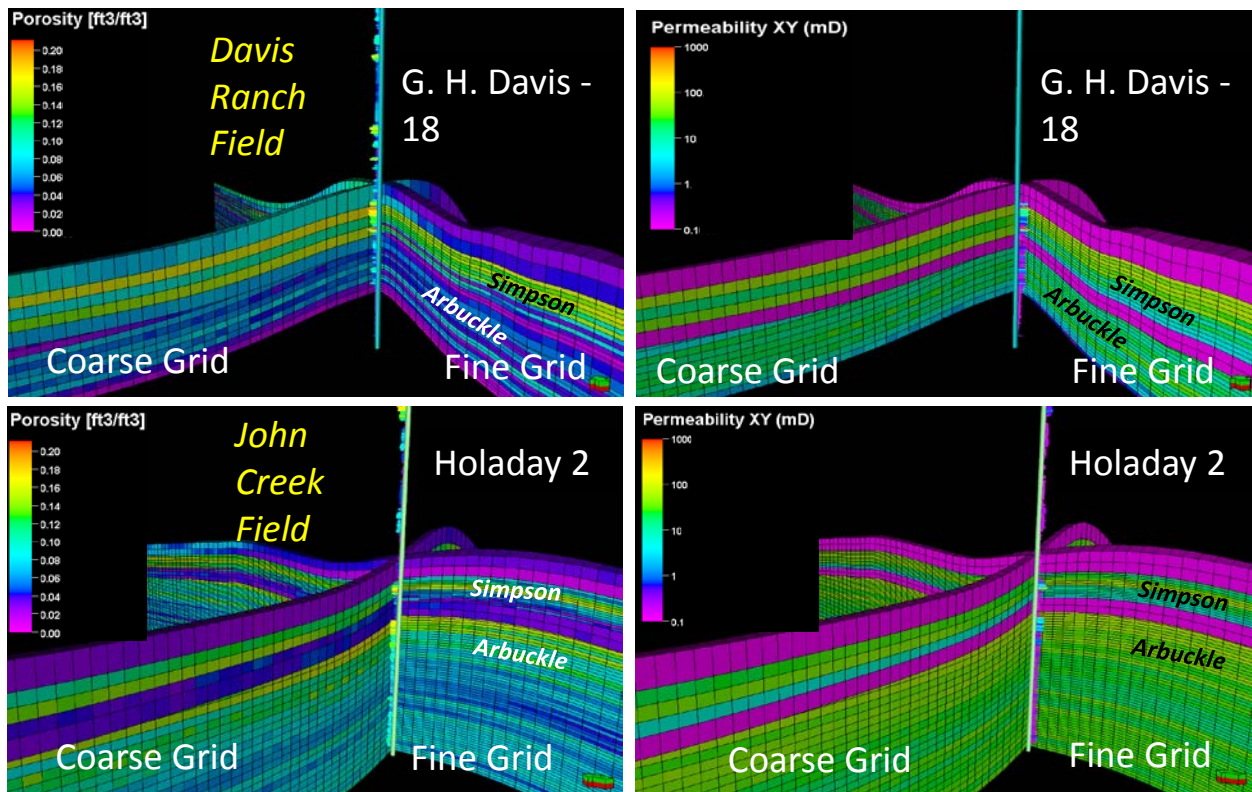 Porosity [ft3/ft3]
0.20
0.18
0.16
0.14
0.12
0.10
0.08
0.06
0.04
0.02
0.00
Davis
Ranch
Field
G. H. Davis -
18
Simpson
Arbuckle
Coarse Grid
Fine Grid
Permeability XY (mD)
1000
100
10
1
0.1
G. H. Davis -
18
Simpson
Arbuckle
Coarse Grid
Fine Grid
Porosity [ft3/ft3]
0.20
0.18
0.16
0.14
0.12
0.10
0.08
0.06
0.04
0.02
0.00
John
Creek
Field
Holaday 2
Simpson
Arbuckle
Coarse Grid
Fine Grid
Permeability XY (mD)
1000
100
10
1
0.1
Holaday 2
Simpson
Arbuckle
Coarse Grid
Fine Grid